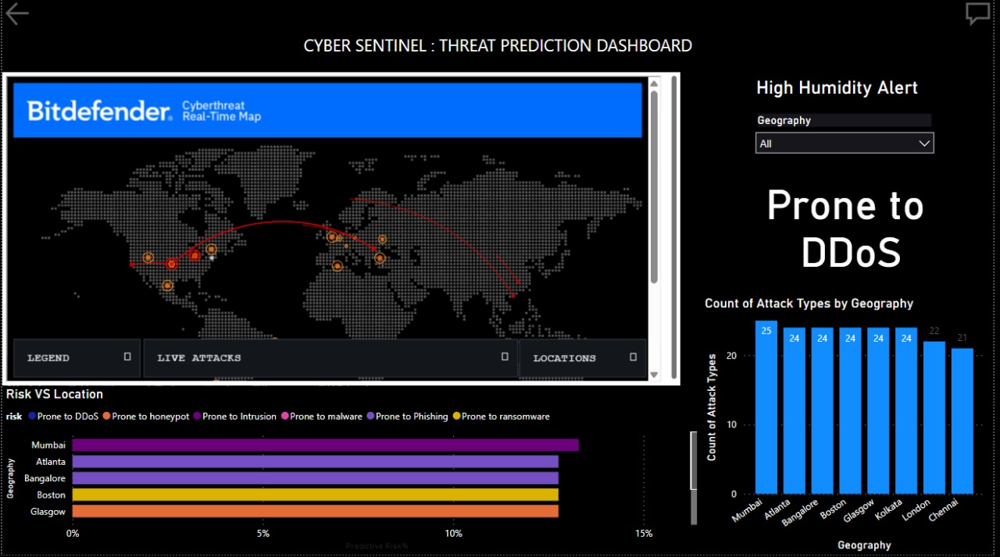 CYBER SENTINEL : THREAT PREDICTION DASHBOARD
Bitdefender®
Cyberthreat
Real-Time Map
LEGEND
LIVE ATTACKS
LOCATIONS
High Humidity Alert
Geography
All
Prone to
DDoS
Risk VS Location
risk Prone to DDoS Prone to honeypot Prone to Intrusion Prone to malware Prone to Phishing Prone to ransomware
Geography
Mumbai
Atlanta
Bangalore
Boston
Glasgow
0% 5% 10% 15%
Predictive Risk%
Count of Attack Types by Geography
Count of Attack Types
20
10
0
25 24 24 24 24 24 22 21
Mumbai Atlanta Bangalore Boston Glasgow Kolkata London Chennai
Geography